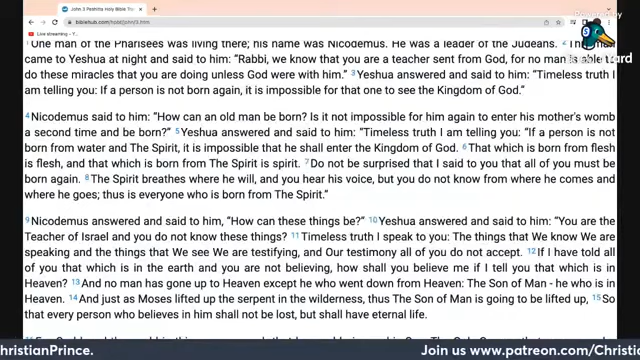 John 3 Peshitta Holy Bible Tra
biblehub.com/hpbt/john/3.htm
Live streaming - Y...
Powered by
1 One man of the Pharisees was living there; his name was Nicodemus. He was a leader of the Judeans. 2 This man
came to Yeshua at night and said to him: “Rabbi, we know that you are a teacher sent from God, for no man is able to
do these miracles that you are doing unless God were with him.” 3 Yeshua answered and said to him: “Timeless truth I
am telling you: If a person is not born again, it is impossible for that one to see the Kingdom of God.”
4 Nicodemus said to him: “How can an old man be born? Is it not impossible for him again to enter his mother's womb
a second time and be born?” 5 Yeshua answered and said to him: “Timeless truth I am telling you: “If a person is not
born from water and The Spirit, it is impossible that he shall enter the Kingdom of God. 6 That which is born from flesh
is flesh, and that which is born from The Spirit is spirit. 7 Do not be surprised that I said to you that all of you must be
born again. 8 The Spirit breathes where he will, and you hear his voice, but you do not know from where he comes and
where he goes; thus is everyone who is born from The Spirit.”
9 Nicodemus answered and said to him, “How can these things be?” 10 Yeshua answered and said to him: “You are the
Teacher of Israel and you do not know these things? 11 Timeless truth I speak to you: The things that We know We are
speaking and the things that We see We are testifying, and Our testimony all of you do not accept. 12 If I have told all
of you that which is in the earth and you are not believing, how shall you believe me if I tell you that which is in
Heaven? 13 And no man has gone up to Heaven except he who went down from Heaven: The Son of Man - he who is in
Heaven. 14 And just as Moses lifted up the serpent in the wilderness, thus The Son of Man is going to be lifted up, 15 So
that every person who believes in him shall not be lost, but shall have eternal life.
hristianPrince. Join us www.patreon.com/Christia